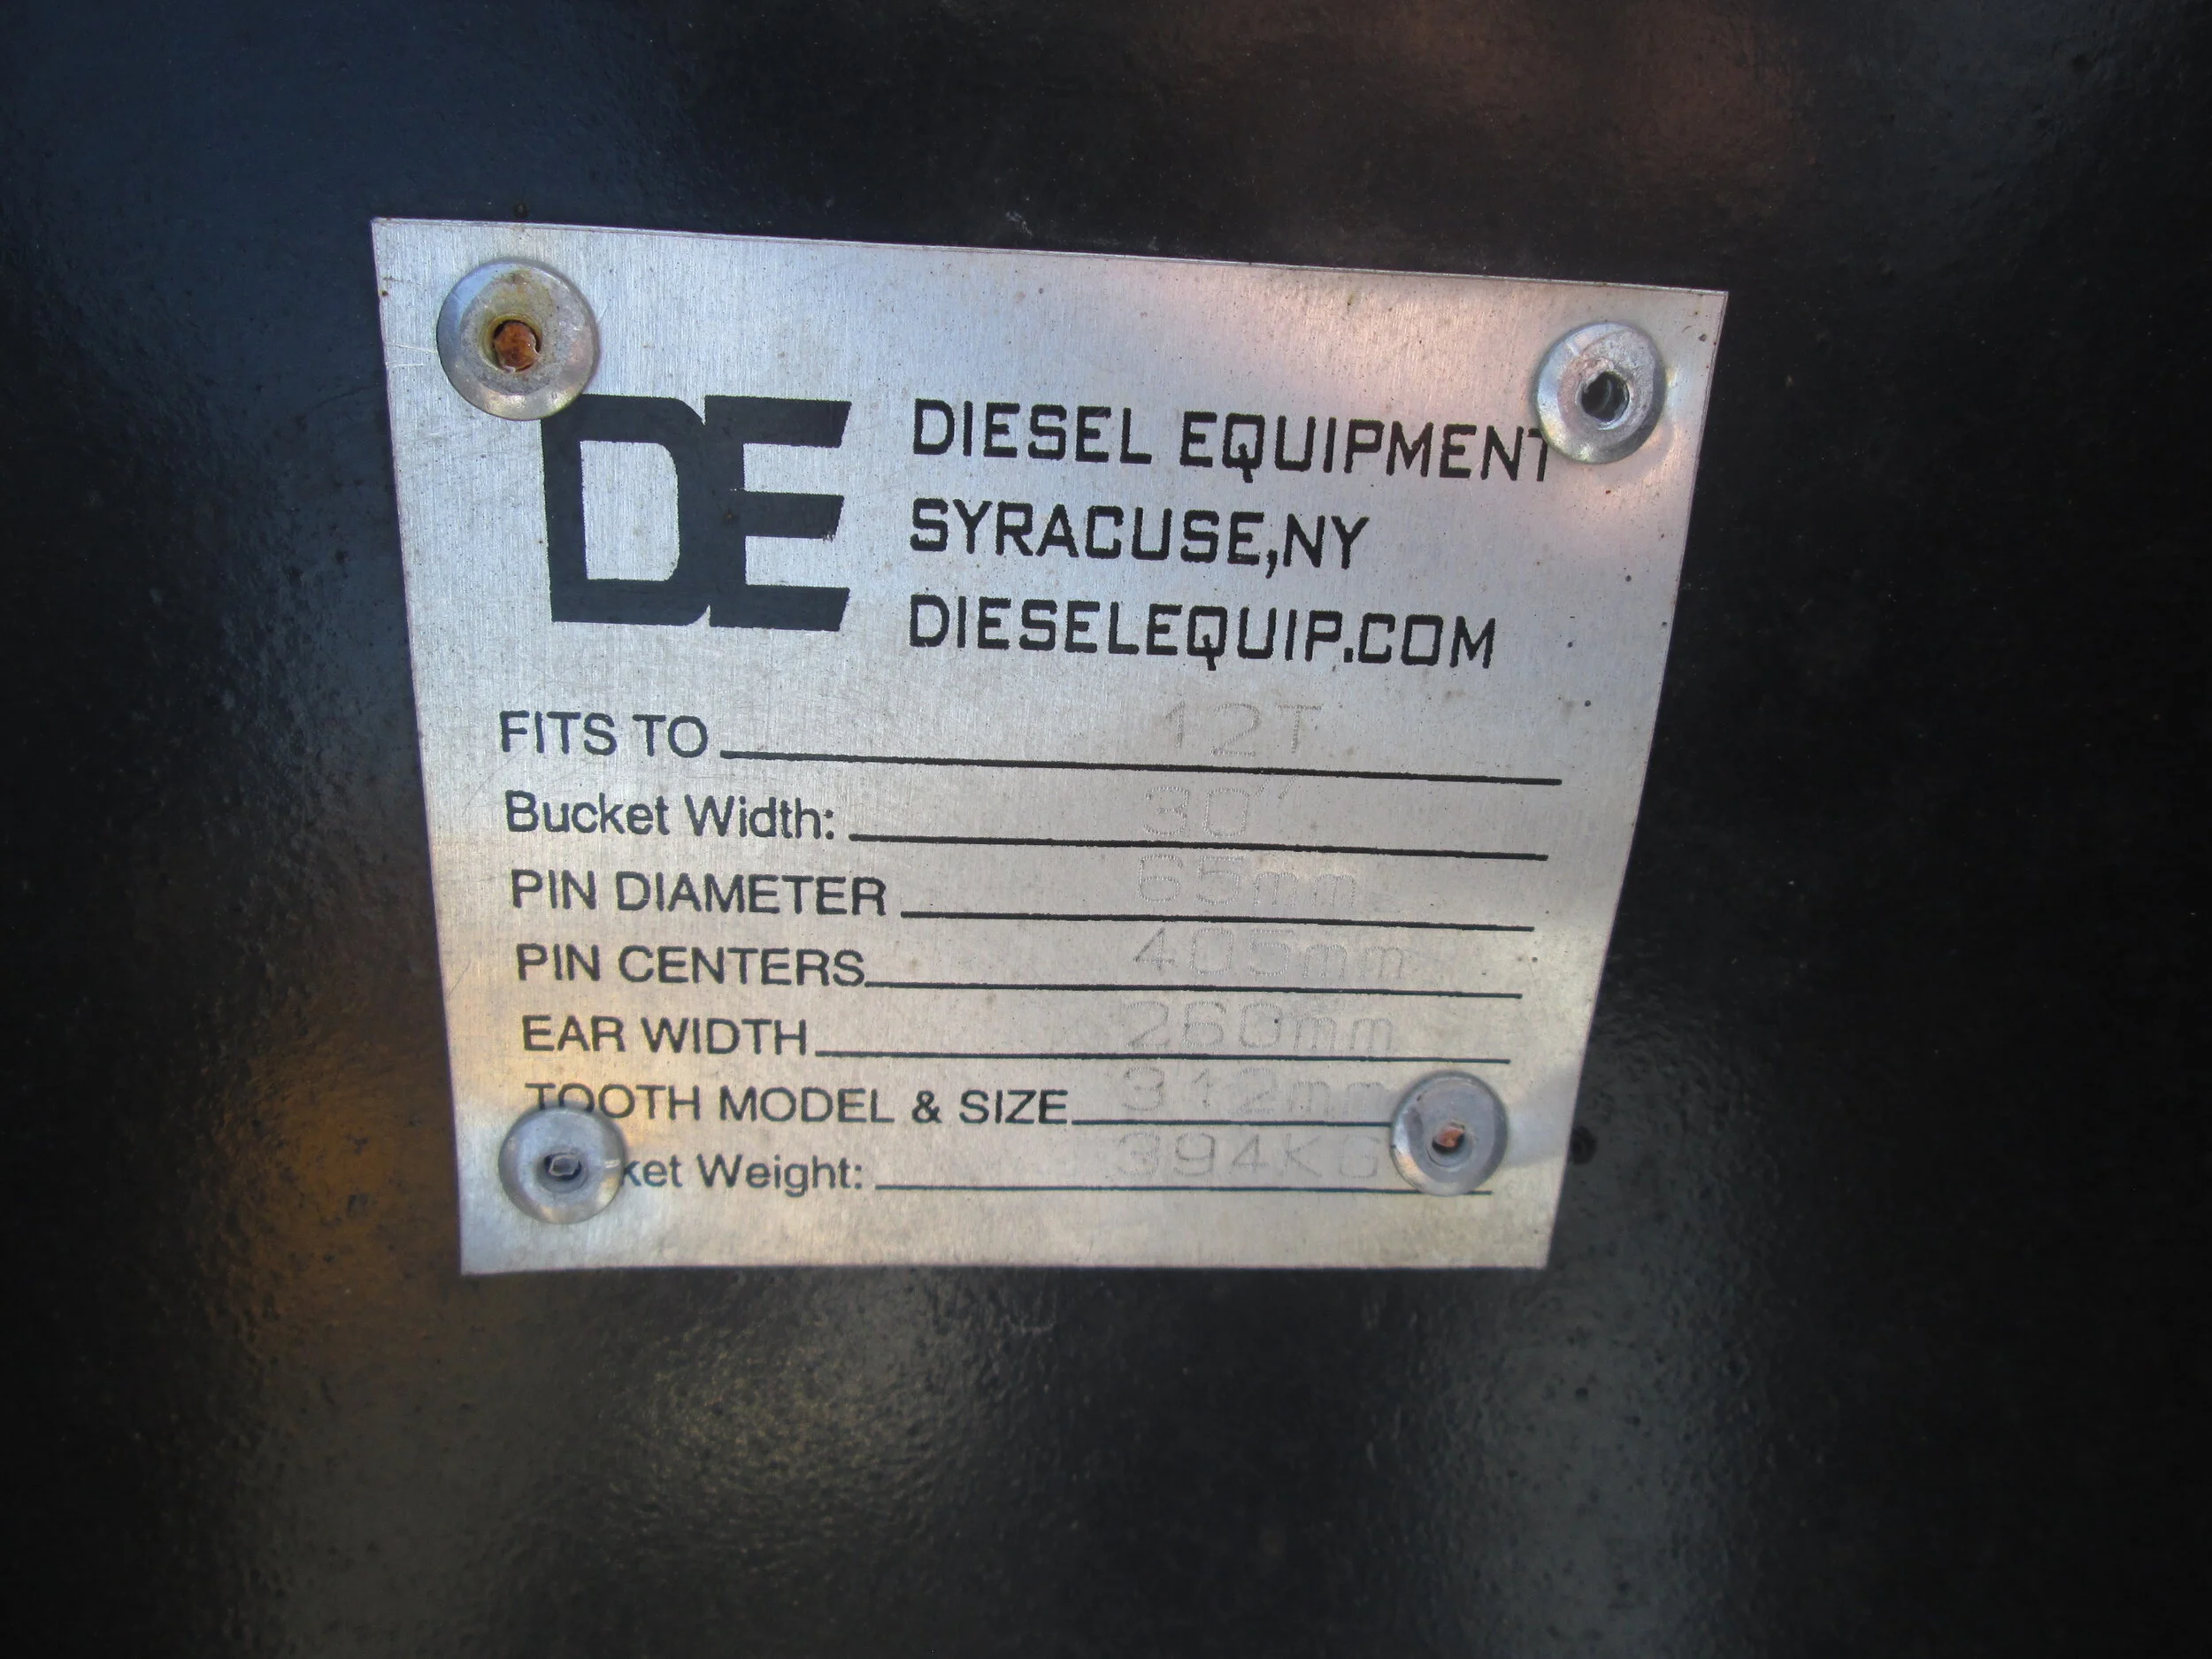 DE
DIESEL EQUIPMENT
SYRACUSE,NY
DIESELEQUIP.COM
FITS TO 12T
Bucket Width: 30"
PIN DIAMETER 65mm
PIN CENTERS 405mm
EAR WIDTH 260mm
TOOTH MODEL & SIZE 312mm
ket Weight: 394KG